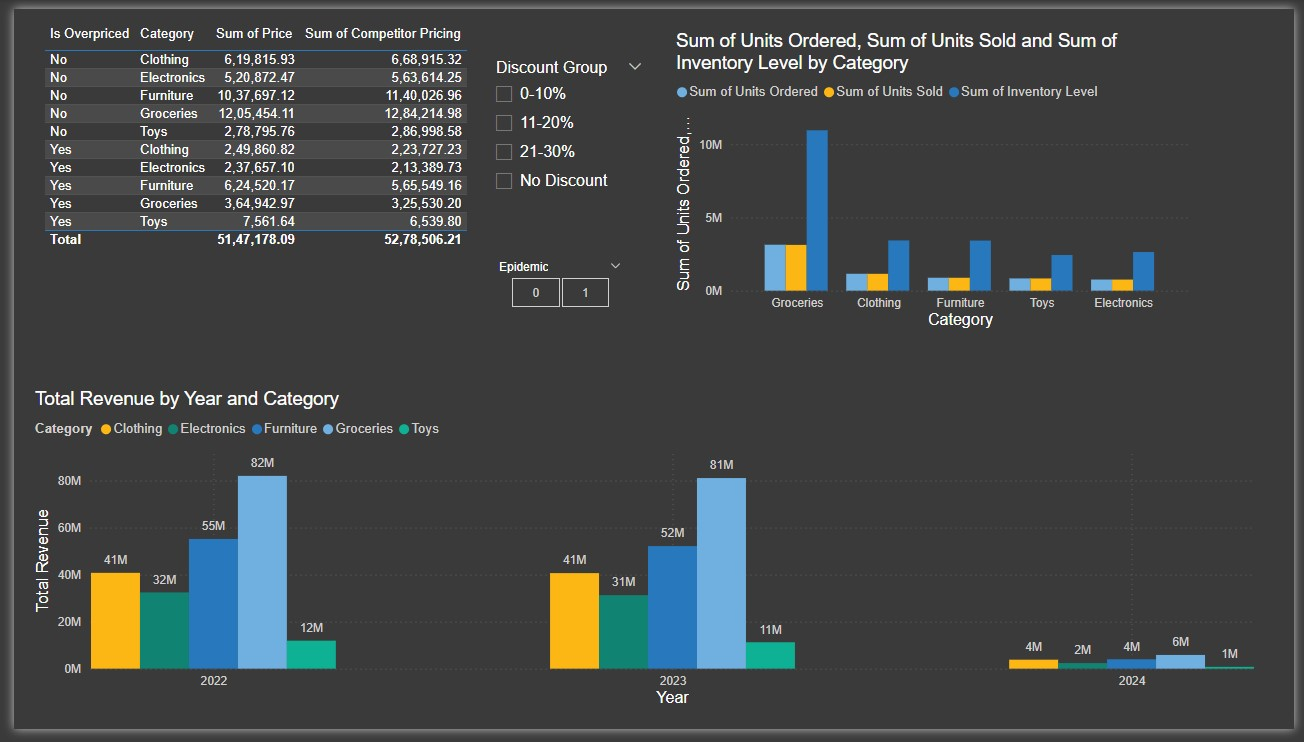 Is Overpriced Category Sum of Price Sum of Competitor Pricing
No Clothing 6,19,815.93 6,68,915.32
No Electronics 5,20,872.47 5,63,614.25
No Furniture 10,37,697.12 11,40,026.96
No Groceries 12,05,454.11 12,84,214.98
No Toys 2,78,795.76 2,86,998.58
Yes Clothing 2,49,860.82 2,23,727.23
Yes Electronics 2,37,657.10 2,13,389.73
Yes Furniture 6,24,520.17 5,65,549.16
Yes Groceries 3,64,942.97 3,25,530.20
Yes Toys 7,561.64 6,539.80
Total 51,47,178.09 52,78,506.21
Discount Group
0-10%
11-20%
21-30%
No Discount
Epidemic
0 1
Sum of Units Ordered, Sum of Units Sold and Sum of
Inventory Level by Category
Sum of Units Ordered Sum of Units Sold Sum of Inventory Level
Sum of Units Ordered,...
10M
5M
0M
Groceries Clothing Furniture Toys Electronics
Category
Total Revenue by Year and Category
Category Clothing Electronics Furniture Groceries Toys
Total Revenue
80M
60M
40M
20M
0M
41M 32M 55M 82M 12M
41M 31M 52M 81M 11M
4M 2M 4M 6M 1M
2022 2023 2024
Year